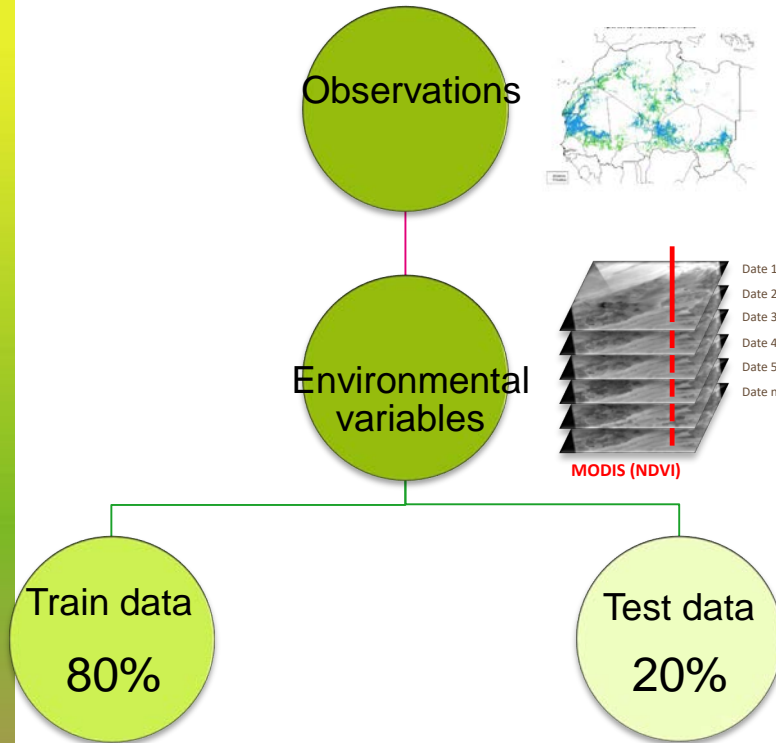 Observations
Date 1
Date 2
Date 3
Date 4
Date 5
Date n
Environmental
variables
MODIS (NDVI)
Train data
80%
Test data
20%